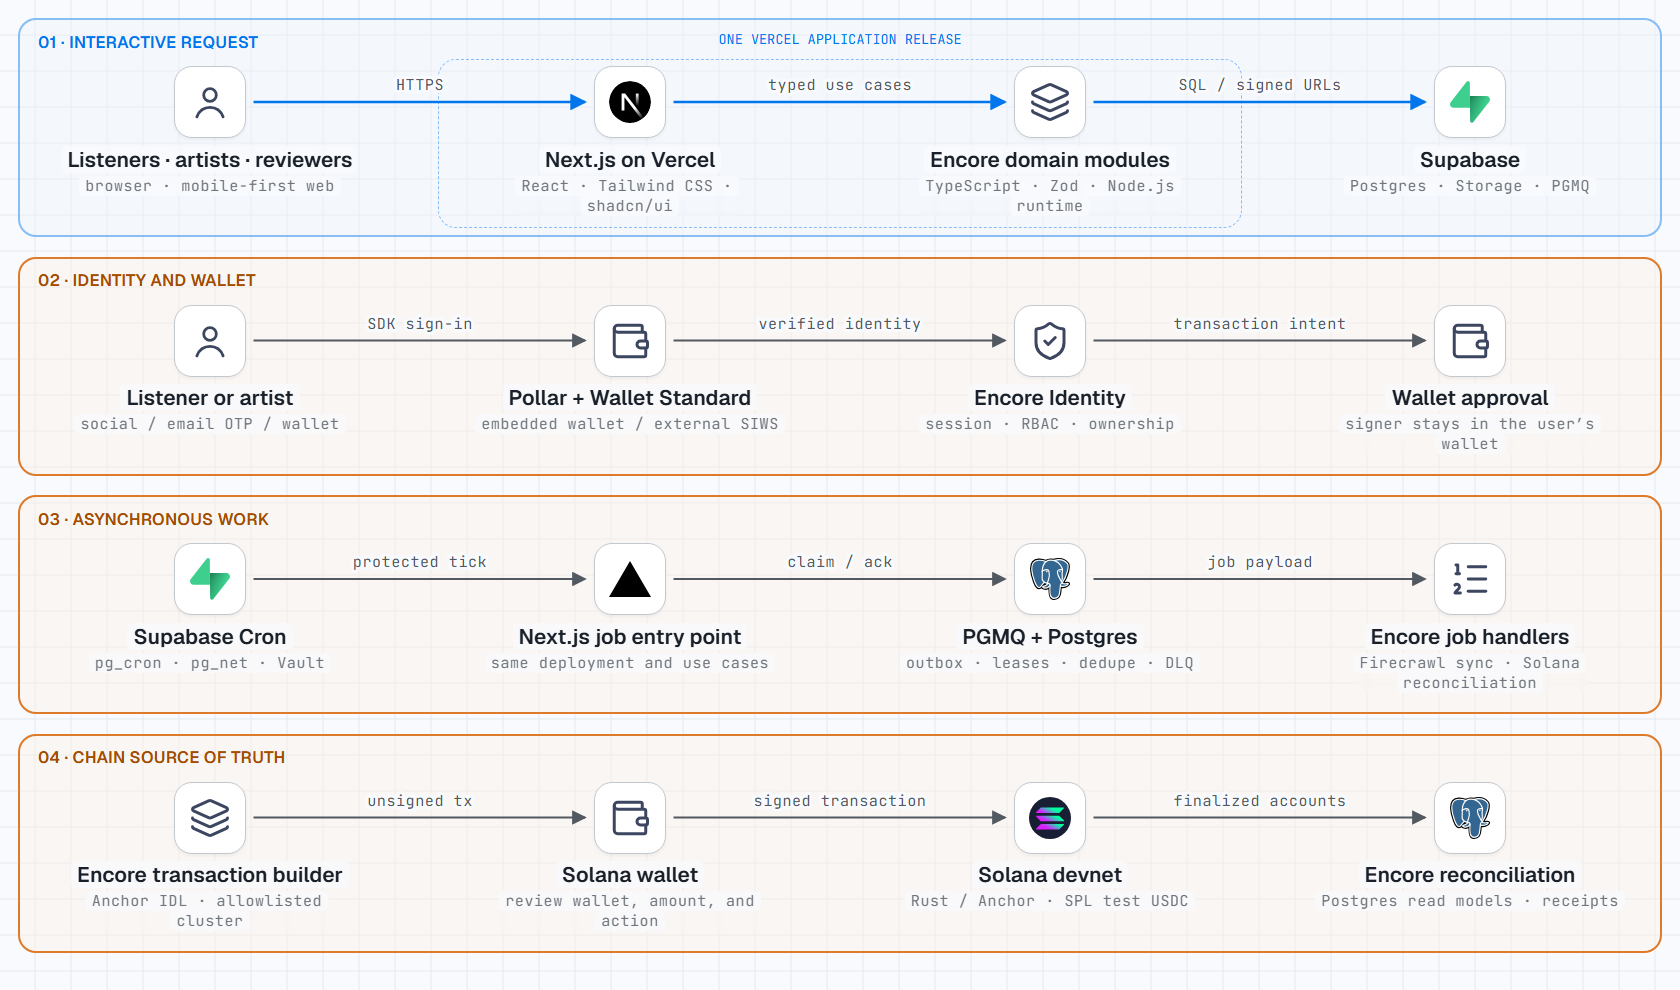 01 · INTERACTIVE REQUEST
ONE VERCEL APPLICATION RELEASE
HTTPS
typed use cases
SQL / signed URLs
Listeners · artists · reviewers
browser · mobile-first web
Next.js on Vercel
React · Tailwind CSS ·
shadcn/ui
Encore domain modules
TypeScript · Zod · Node.js
runtime
Supabase
Postgres · Storage · PGMQ
02 · IDENTITY AND WALLET
SDK sign-in
verified identity
transaction intent
Listener or artist
social / email OTP / wallet
Pollar + Wallet Standard
embedded wallet / external SIWS
Encore Identity
session · RBAC · ownership
Wallet approval
signer stays in the user’s
wallet
03 · ASYNCHRONOUS WORK
protected tick
claim / ack
job payload
Supabase Cron
pg_cron · pg_net · Vault
Next.js job entry point
same deployment and use cases
PGMQ + Postgres
outbox · leases · dedupe · DLQ
Encore job handlers
Firecrawl sync · Solana
reconciliation
04 · CHAIN SOURCE OF TRUTH
unsigned tx
signed transaction
finalized accounts
Encore transaction builder
Anchor IDL · allowlisted
cluster
Solana wallet
review wallet, amount, and
action
Solana devnet
Rust / Anchor · SPL test USDC
Encore reconciliation
Postgres read models · receipts